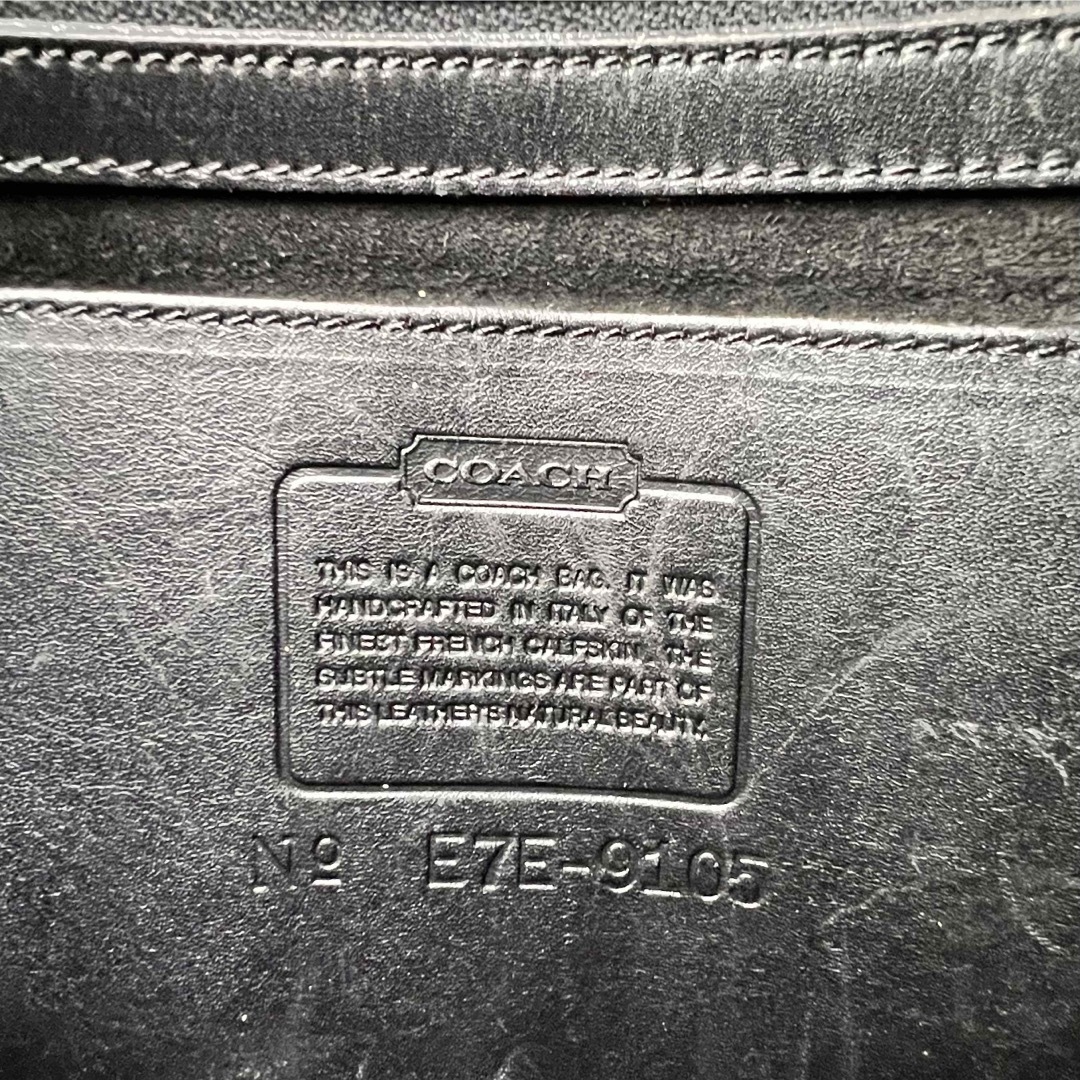 COACH
THIS IS A COACH BAG. IT WAS
HANDCRAFTED IN ITALY OF THE
FINEST FRENCH CALFSKIN. THE
SUBTLE MARKINGS ARE PART OF
THIS LEATHER'S NATURAL BEAUTY.
Nº E7E-9105